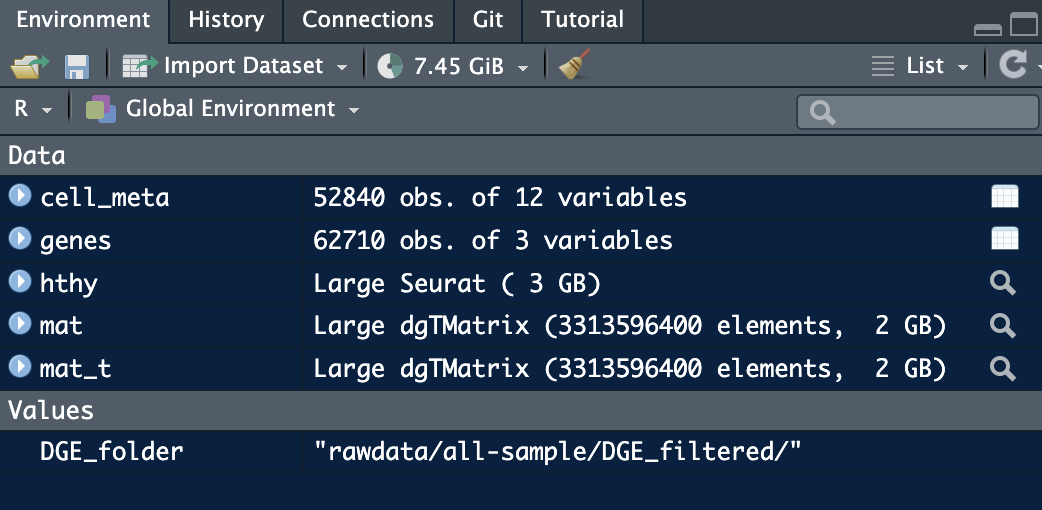 Environment History Connections Git Tutorial
Import Dataset 7.45 GiB List
R Global Environment
Data
cell_meta 52840 obs. of 12 variables
genes 62710 obs. of 3 variables
hthy Large Seurat ( 3 GB)
mat Large dgTMatrix (3313596400 elements,  2 GB)
mat_t Large dgTMatrix (3313596400 elements,  2 GB)
Values
DGE_folder "rawdata/all-sample/DGE_filtered/"